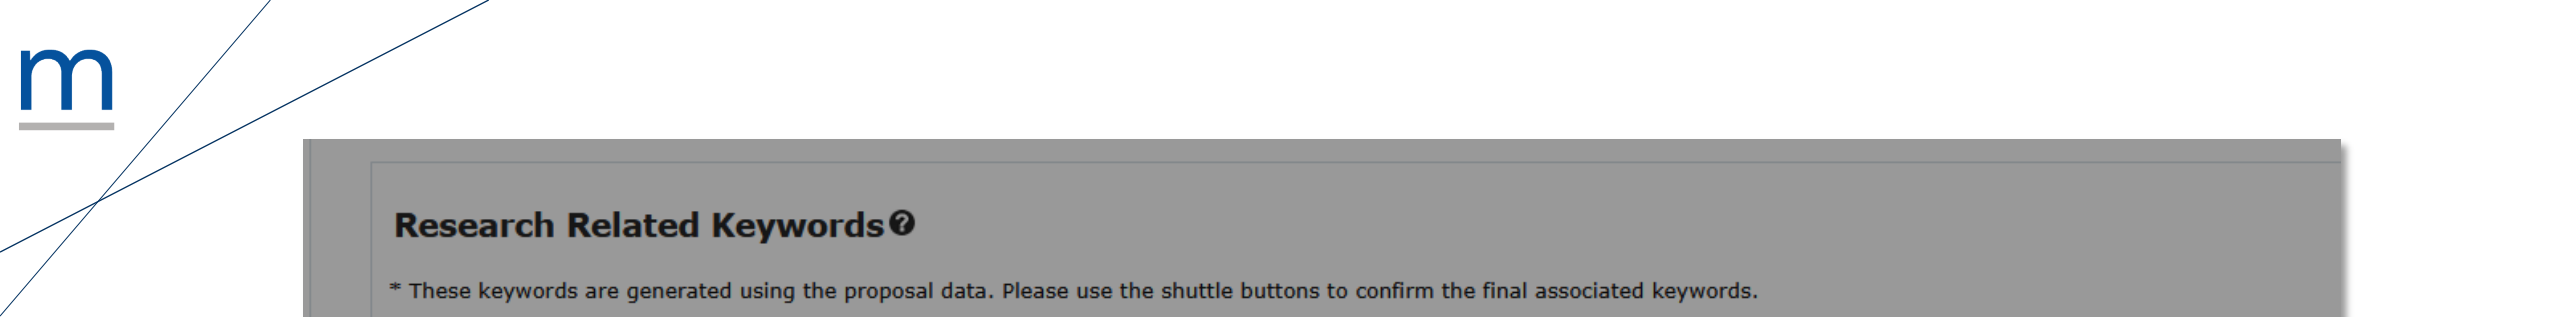 m
Research Related Keywords?
* These keywords are generated using the proposal data. Please use the shuttle buttons to confirm the final associated keywords.